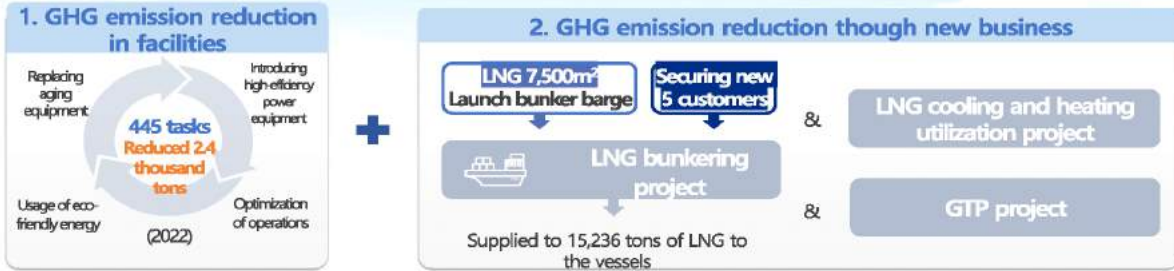 1. GHG emission reduction
in facilities
Replacing
aging
equipment
Introducing
high-efficiency
power
equipment
445 tasks
Reduced 2.4
thousand
tons
Usage of eco-
friendly energy
Optimization
of operations
(2022)
+
2. GHG emission reduction though new business
LNG 7,500m²
Launch bunker barge
Securing new
5 customers
LNG bunkering
project
Supplied to 15,236 tons of LNG to
the vessels
&
LNG cooling and heating
utilization project
&
GTP project